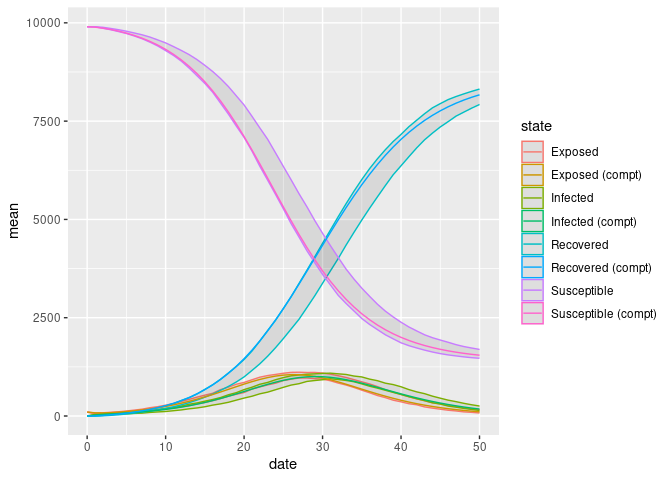 10000
7500
5000
2500
0
mean
0 10 20 30 40 50
date
state
Exposed
Exposed (compt)
Infected
Infected (compt)
Recovered
Recovered (compt)
Susceptible
Susceptible (compt)